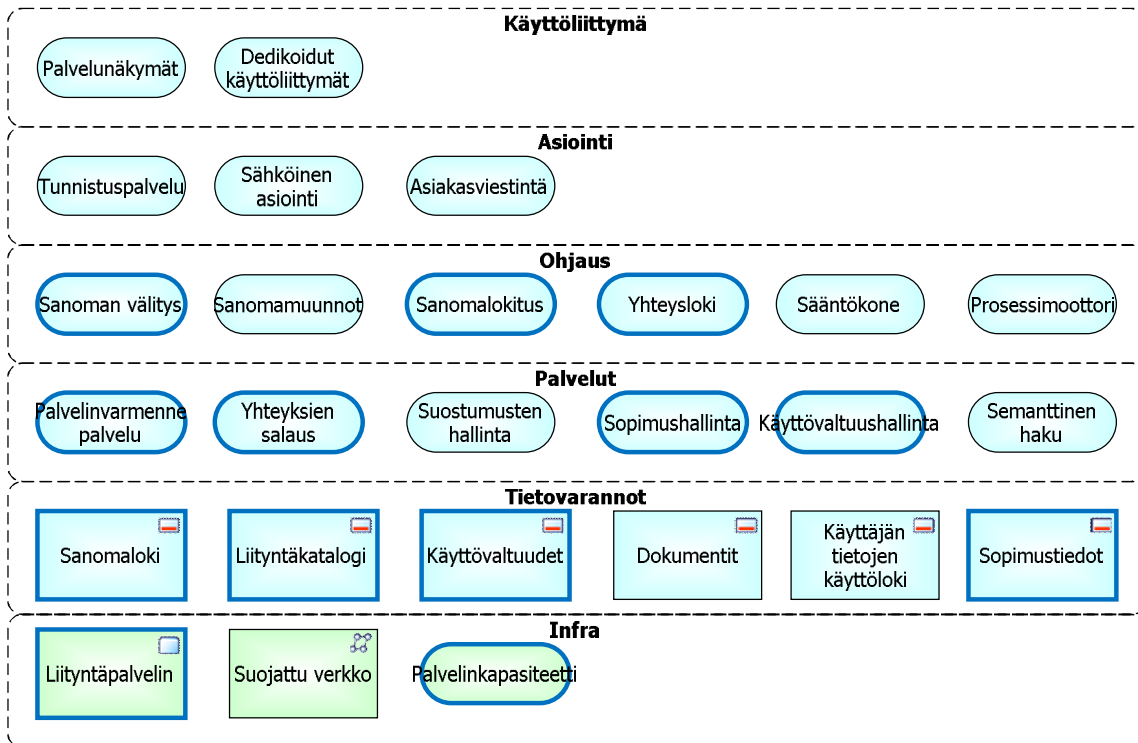 Käyttöliittymä
Palvelunäkymät
Dedikoidut
käyttöliittymät
Asiointi
Tunnistuspalvelu
Sähköinen
asiointi
Asiakasviestintä
Ohjaus
Sanoman välitys
Sanomamuunnot
Sanomalokitus
Yhteysloki
Sääntökone
Prosessimoottori
Palvelut
Palvelinvarmenne
palvelu
Yhteyksien
salaus
Suostumusten
hallinta
Sopimushallinta
Käyttövaltuushallinta
Semanttinen
haku
Tietovarannot
Sanomaloki
Liityntäkatalogi
Käyttövaltuudet
Dokumentit
Käyttäjän
tietojen
käyttöloki
Sopimustiedot
Infra
Liityntäpalvelin
Suojattu verkko
Palvelinkapasiteetti